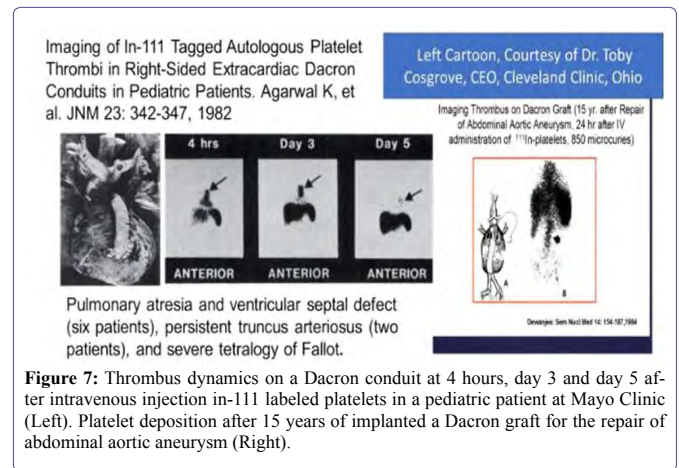 Imaging of In-111 Tagged Autologous Platelet
Thrombi in Right-Sided Extracardiac Dacron
Conduits in Pediatric Patients. Agarwal K, et
al. JNM 23: 342-347, 1982
4 hrs
Day 3
Day 5
ANTERIOR
ANTERIOR
ANTERIOR
Pulmonary atresia and ventricular septal defect
(six patients), persistent truncus arteriosus (two
patients), and severe tetralogy of Fallot.
Left Cartoon, Courtesy of Dr. Toby
Cosgrove, CEO, Cleveland Clinic, Ohio
Imaging Thrombus on Dacron Graft (15 yr. after Repair
of Abdominal Aortic Aneurysm, 24 hr after IV
administration of ¹¹¹In-platelets, 850 microcuries)
A
B
Dewanjee: Sem Nucl Med 14: 154-187,1984
Figure 7: Thrombus dynamics on a Dacron conduit at 4 hours, day 3 and day 5 af-
ter intravenous injection in-111 labeled platelets in a pediatric patient at Mayo Clinic
(Left). Platelet deposition after 15 years of implanted a Dacron graft for the repair of
abdominal aortic aneurysm (Right).